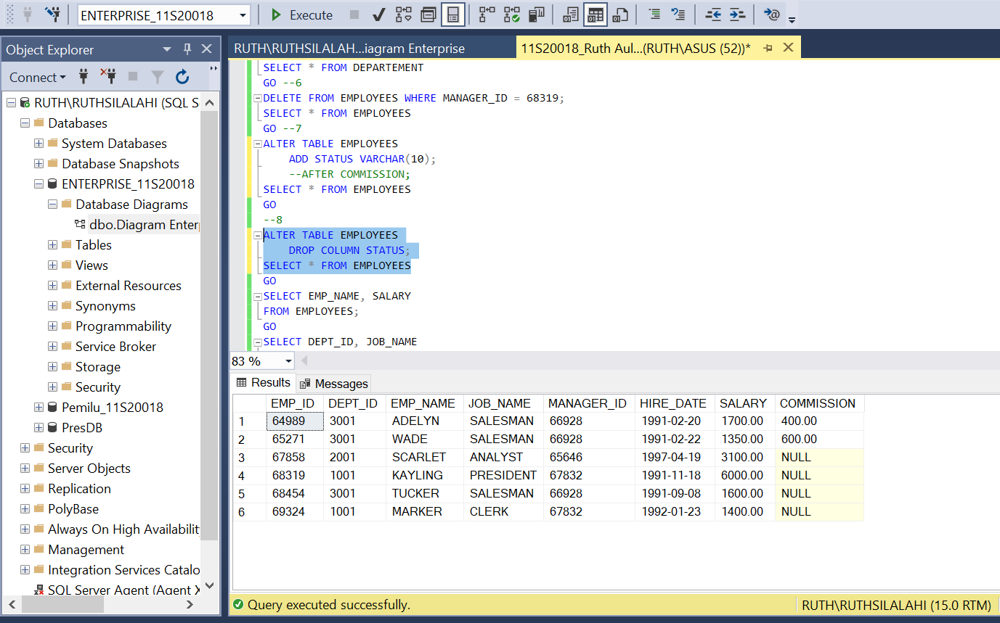 ENTERPRISE_11S20018
Execute
Object Explorer
Connect
RUTH\RUTHSILALAHI (SQL S
Databases
System Databases
Database Snapshots
ENTERPRISE_11S20018
Database Diagrams
dbo.Diagram Enter
Tables
Views
External Resources
Synonyms
Programmability
Service Broker
Storage
Security
Pemilu_11S20018
PresDB
Security
Server Objects
Replication
PolyBase
Always On High Availabilit
Management
Integration Services Catalo
SQL Server Agent (Agent X
RUTH\RUTHSILALAH...iagram Enterprise
11S20018_Ruth Aul...(RUTH\ASUS (52))*
SELECT * FROM DEPARTEMENT
GO --6
DELETE FROM EMPLOYEES WHERE MANAGER_ID = 68319;
SELECT * FROM EMPLOYEES
GO --7
ALTER TABLE EMPLOYEES
ADD STATUS VARCHAR(10);
--AFTER COMMISSION;
SELECT * FROM EMPLOYEES
GO
--8
ALTER TABLE EMPLOYEES
DROP COLUMN STATUS;
SELECT * FROM EMPLOYEES
GO
SELECT EMP_NAME, SALARY
FROM EMPLOYEES;
GO
SELECT DEPT_ID, JOB_NAME
83 %
Results Messages
EMP_ID DEPT_ID EMP_NAME JOB_NAME MANAGER_ID HIRE_DATE SALARY COMMISSION
1 64989 3001 ADELYN SALESMAN 66928 1991-02-20 1700.00 400.00
2 65271 3001 WADE SALESMAN 66928 1991-02-22 1350.00 600.00
3 67858 2001 SCARLET ANALYST 65646 1997-04-19 3100.00 NULL
4 68319 1001 KAYLING PRESIDENT 67832 1991-11-18 6000.00 NULL
5 68454 3001 TUCKER SALESMAN 66928 1991-09-08 1600.00 NULL
6 69324 1001 MARKER CLERK 67832 1992-01-23 1400.00 NULL
Query executed successfully.
RUTH\RUTHSILALAHI (15.0 RTM)